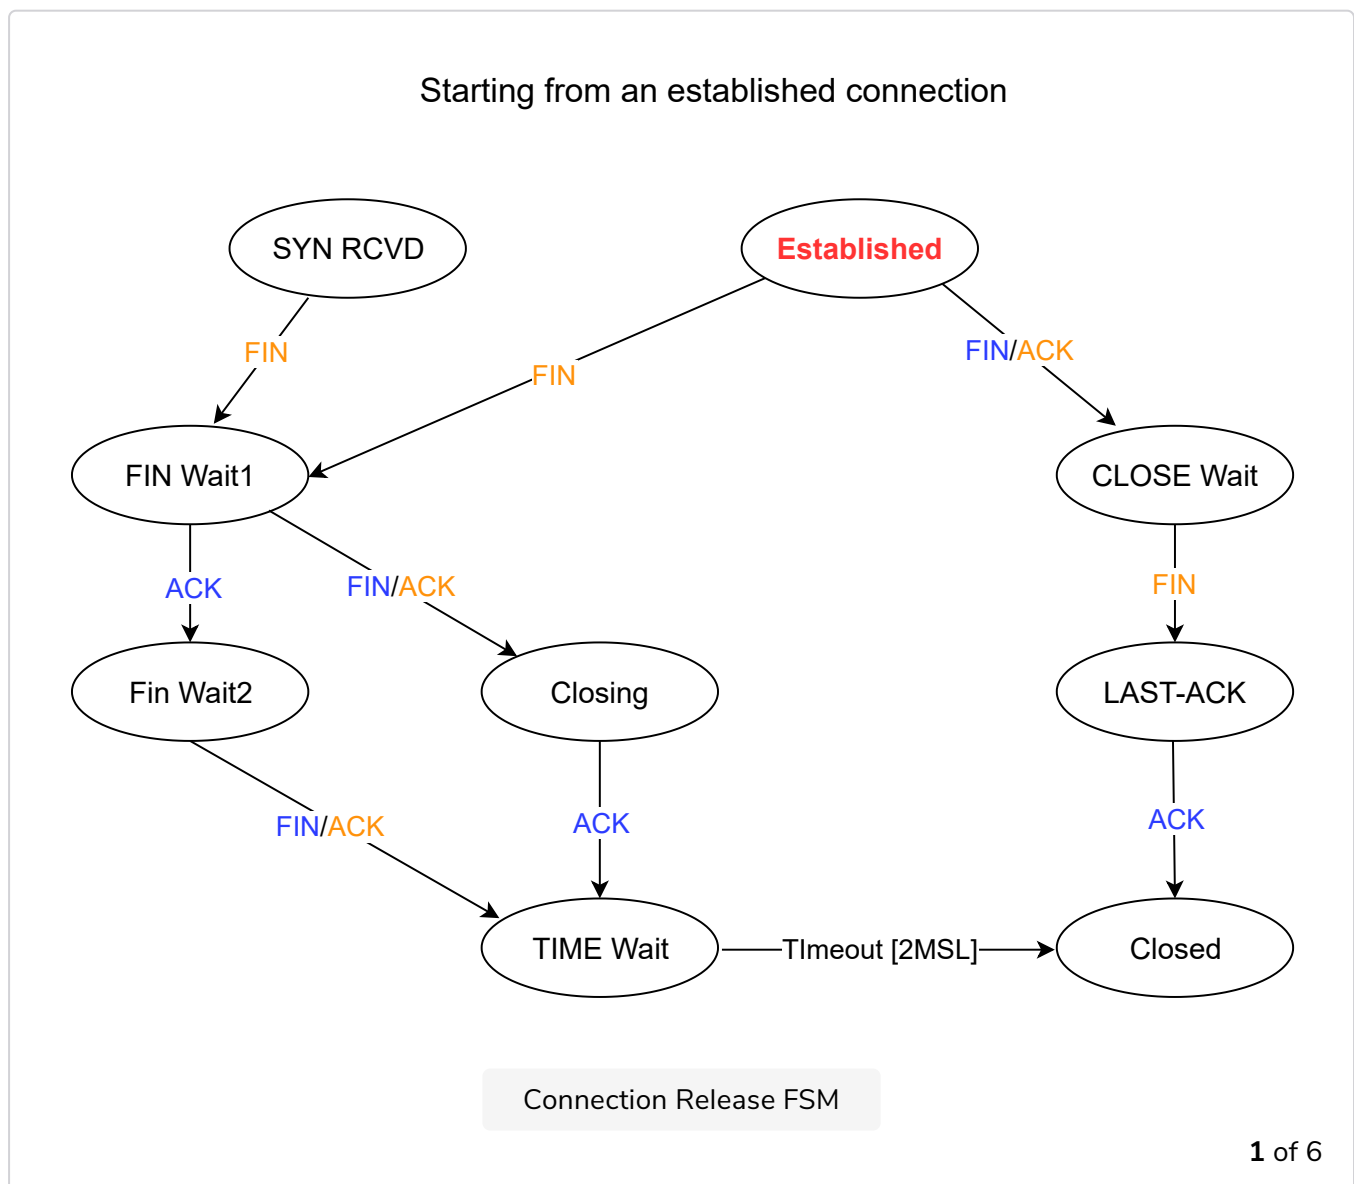 Starting from an established connection
SYN RCVD
Established
FIN
FIN
FIN/ACK
FIN Wait1
CLOSE Wait
ACK
FIN/ACK
FIN
Fin Wait2
Closing
LAST-ACK
FIN/ACK
ACK
ACK
TIME Wait
TImeout [2MSL]
Closed
Connection Release FSM
1 of 6